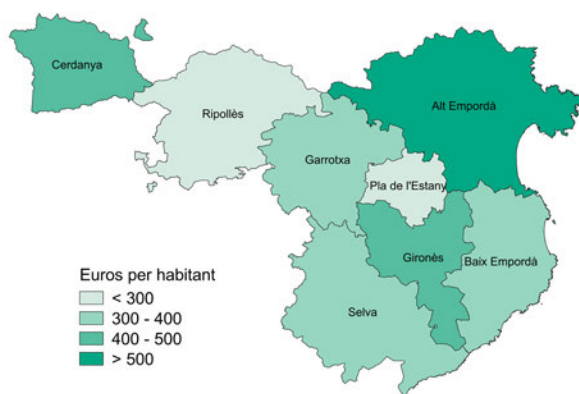 Cerdanya
Ripollès
Alt Empordà
Garrotxa
Pla de l'Estany
Gironès
Baix Empordà
Selva
Euros per habitant
< 300
300 - 400
400 - 500
> 500